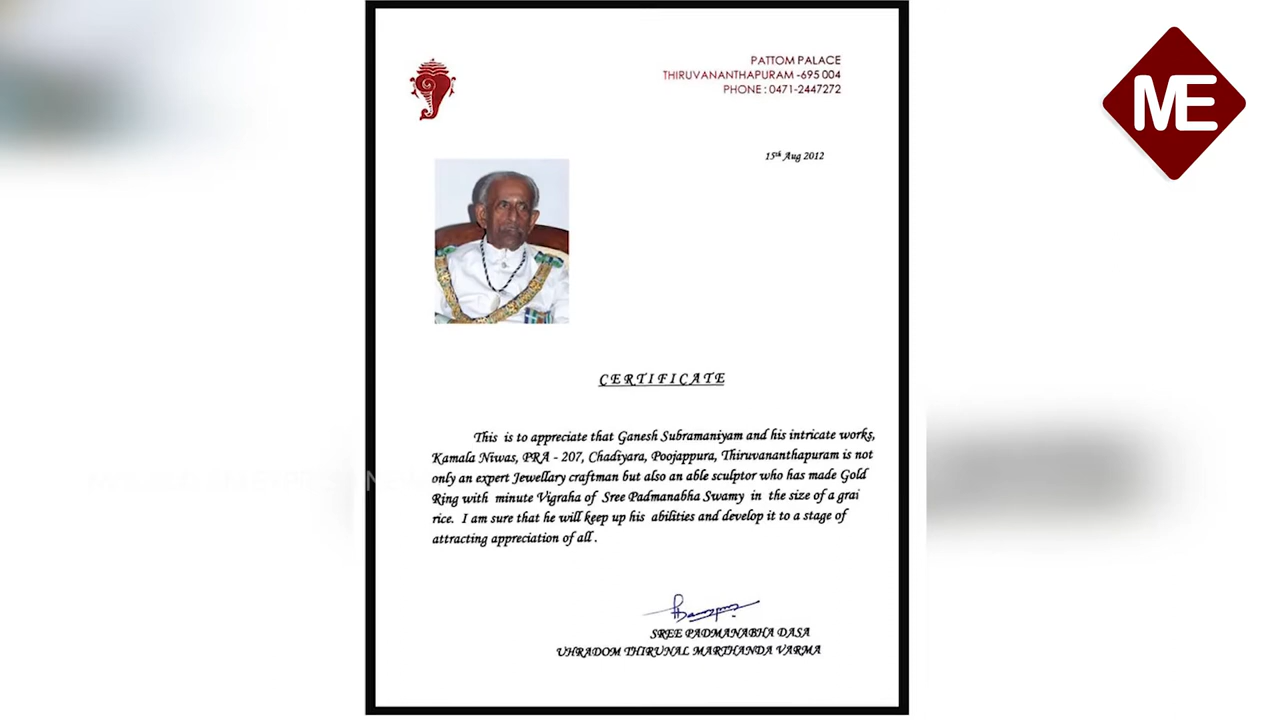 PATTOM PALACE
THIRUVANANTHAPURAM -695 004
PHONE : 0471-2447272
ME
15th Aug 2012
CERTIFICATE
This is to appreciate that Ganesh Subramaniyam and his intricate works,
Kamala Niwas, PRA - 207, Chadiyara, Poojappura, Thiruvananthapuram is not
only an expert Jewellary craftman but also an able sculptor who has made Gold
Ring with minute Vigraha of Sree Padmanabha Swamy in the size of a grai
rice. I am sure that he will keep up his abilities and develop it to a stage of
attracting appreciation of all .
SREE PADMANABHA DASA
UHRADOM THIRUNAL MARTHANDA VARMA